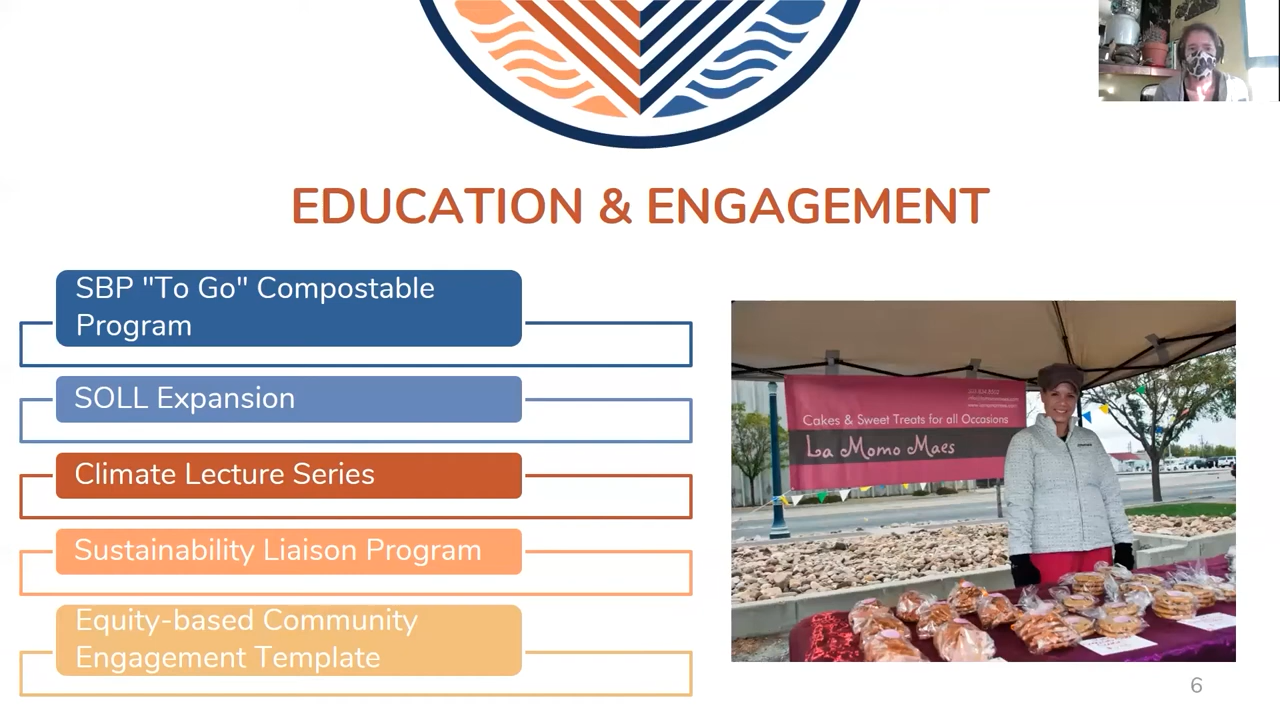 EDUCATION & ENGAGEMENT
SBP "To Go" Compostable
Program
SOLL Expansion
Climate Lecture Series
Sustainability Liaison Program
Equity-based Community
Engagement Template
Cakes & Sweet Treats for all Occasions
La Momo Maes
6